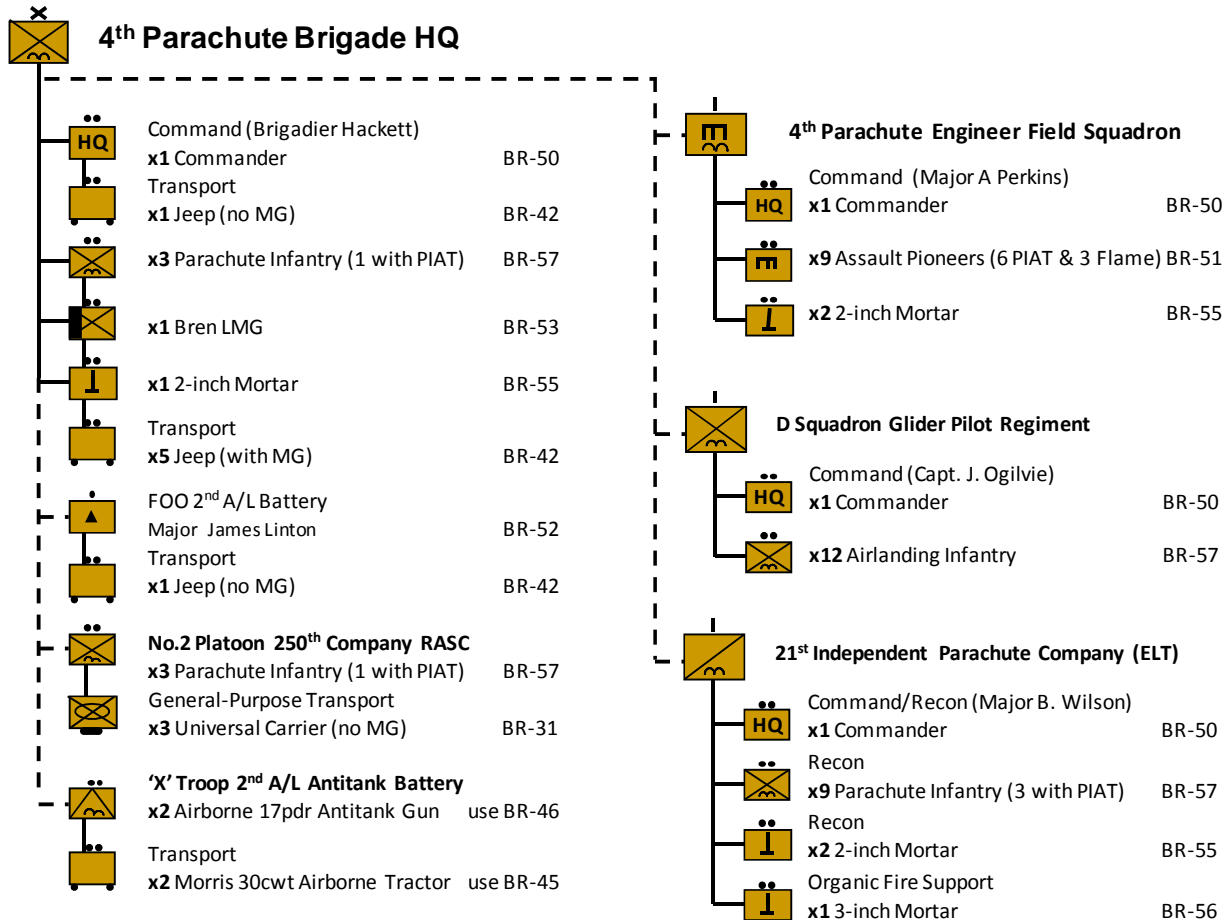 4th Parachute Brigade HQ
HQ
Command (Brigadier Hackett)
x1 Commander BR-50
Transport
x1 Jeep (no MG) BR-42
x3 Parachute Infantry (1 with PIAT) BR-57
x1 Bren LMG BR-53
x1 2-inch Mortar BR-55
Transport
x5 Jeep (with MG) BR-42
FOO 2nd A/L Battery
Major James Linton BR-52
Transport
x1 Jeep (no MG) BR-42
No.2 Platoon 250th Company RASC
x3 Parachute Infantry (1 with PIAT) BR-57
General-Purpose Transport
x3 Universal Carrier (no MG) BR-31
‘X’ Troop 2nd A/L Antitank Battery
x2 Airborne 17pdr Antitank Gun use BR-46
Transport
x2 Morris 30cwt Airborne Tractor use BR-45
4th Parachute Engineer Field Squadron
HQ
Command (Major A Perkins)
x1 Commander BR-50
x9 Assault Pioneers (6 PIAT & 3 Flame) BR-51
x2 2-inch Mortar BR-55
D Squadron Glider Pilot Regiment
HQ
Command (Capt. J. Ogilvie)
x1 Commander BR-50
x12 Airlanding Infantry BR-57
21st Independent Parachute Company (ELT)
HQ
Command/Recon (Major B. Wilson)
x1 Commander BR-50
Recon
x9 Parachute Infantry (3 with PIAT) BR-57
Recon
x2 2-inch Mortar BR-55
Organic Fire Support
x1 3-inch Mortar BR-56